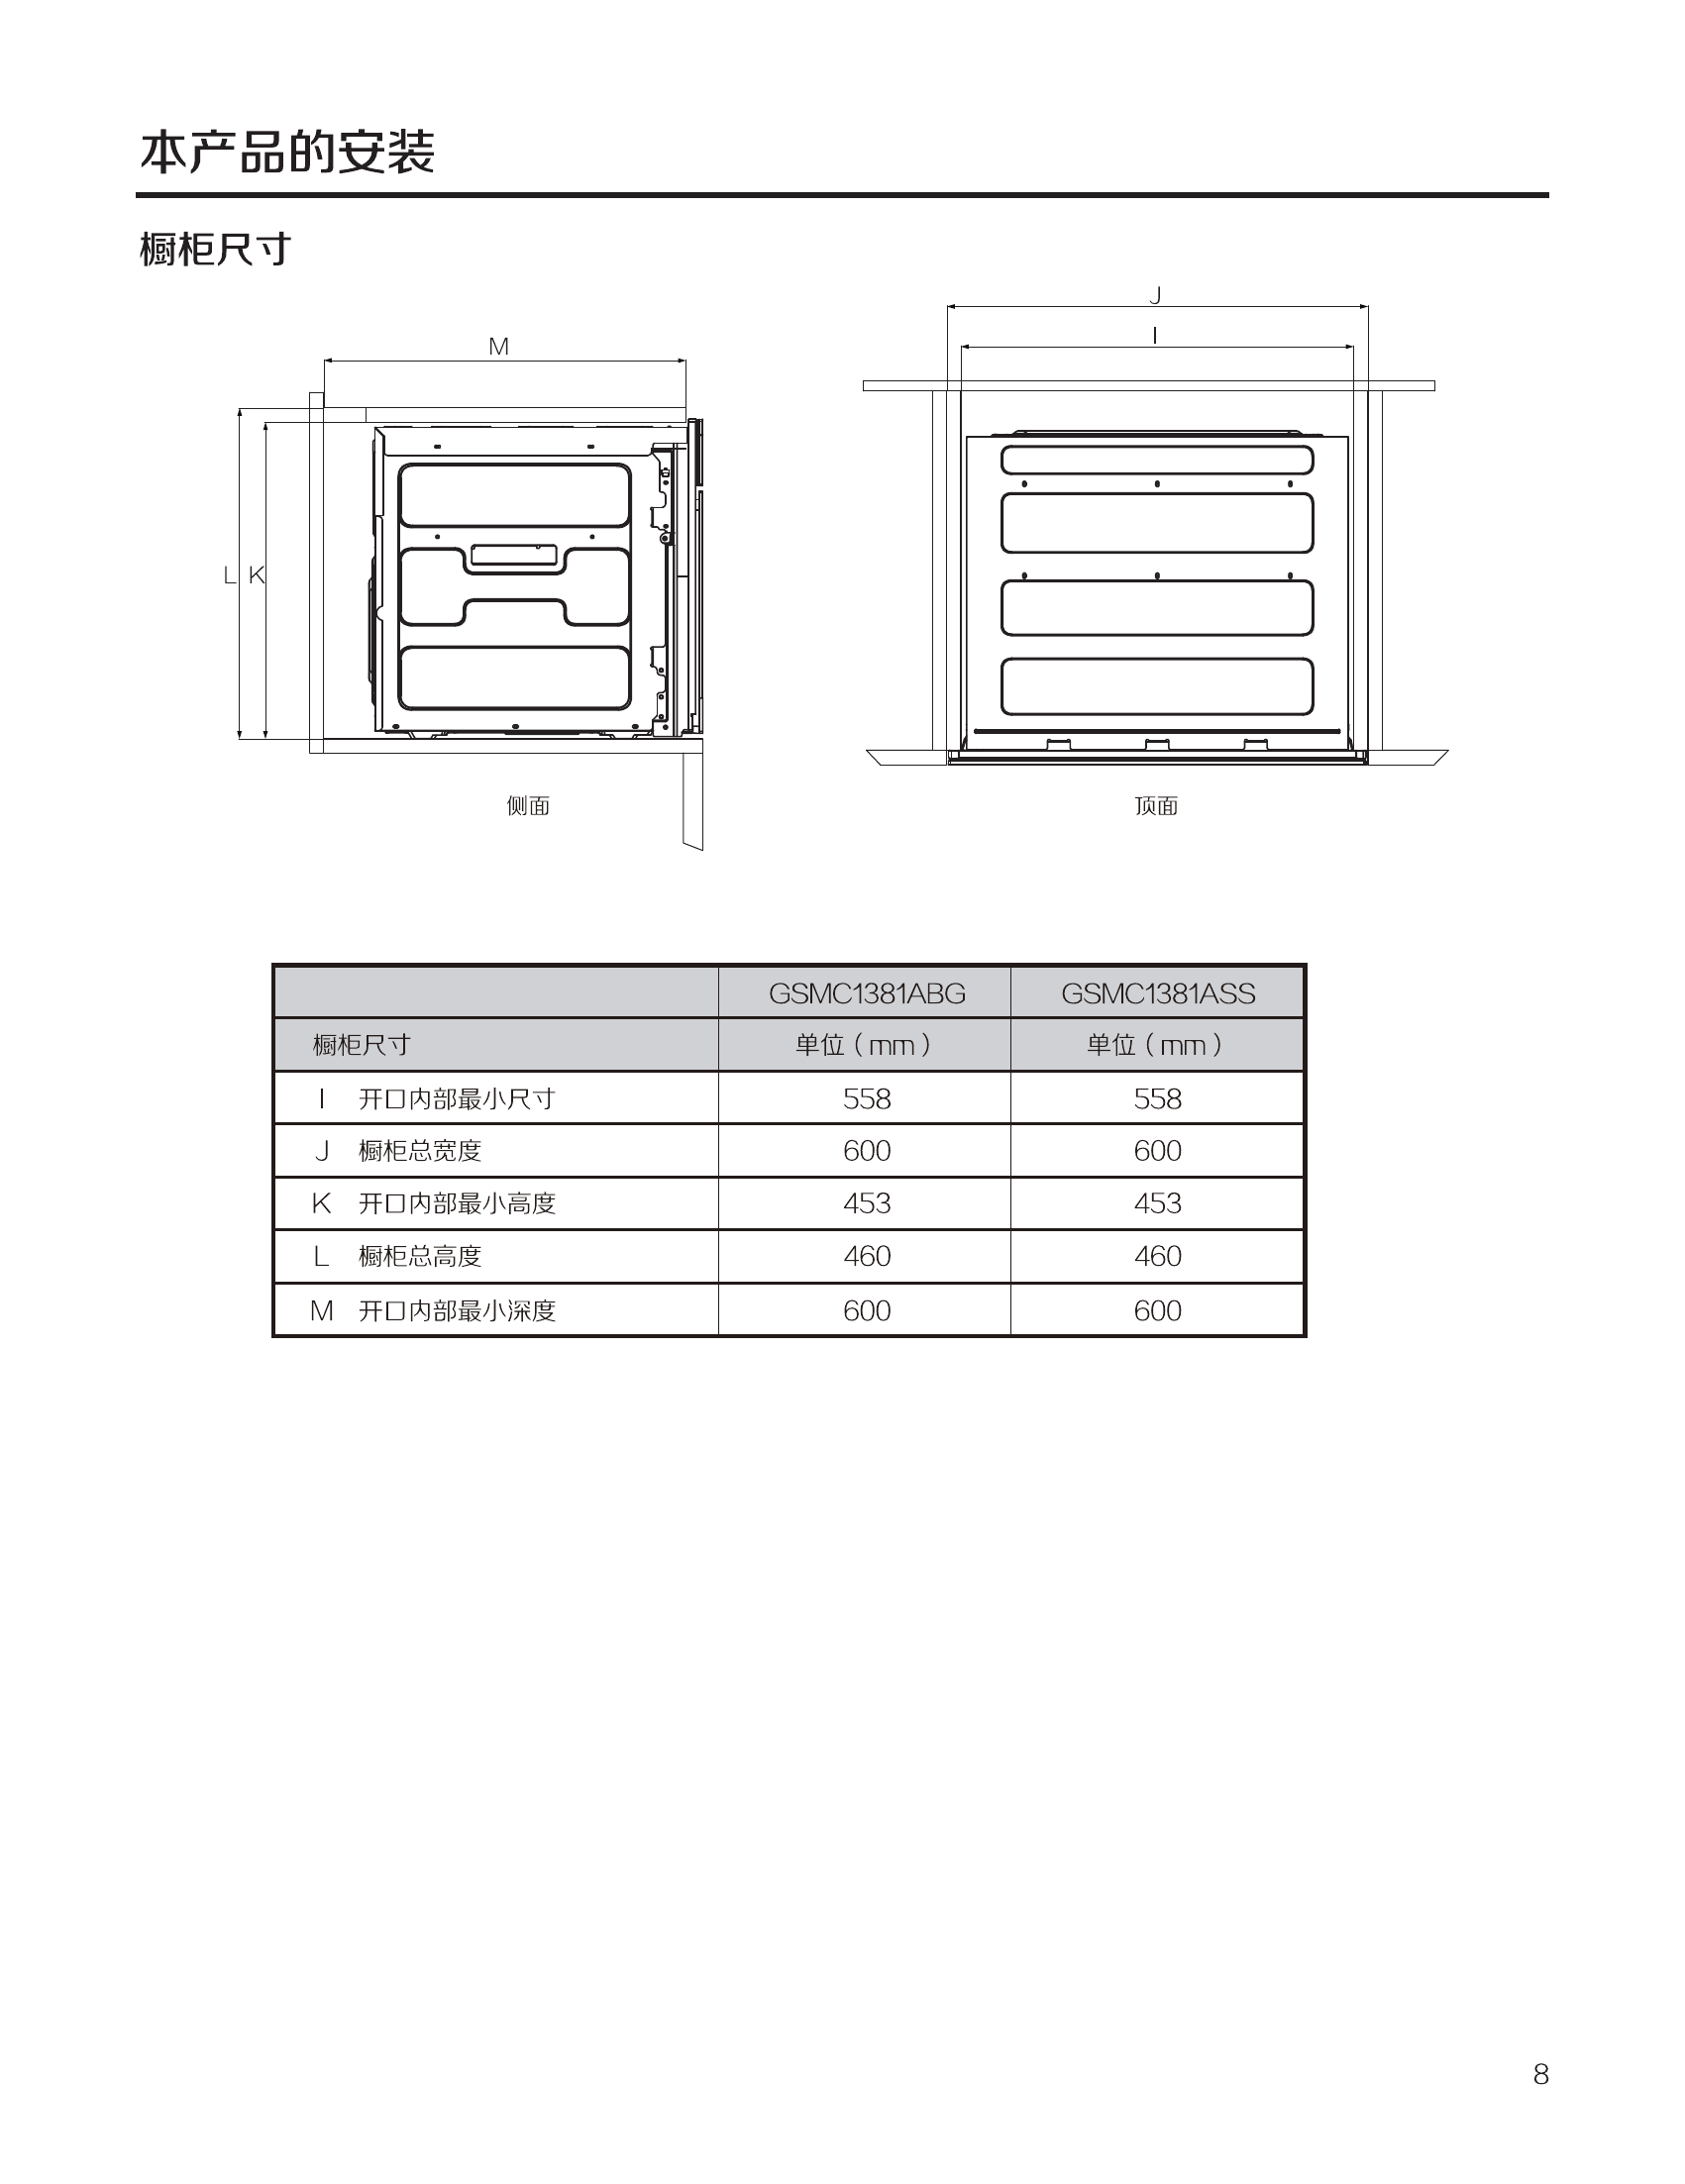 本产品的安装
橱柜尺寸
J
I
M
L K
侧面
顶面
GSMC1381ABG GSMC1381ASS
橱柜尺寸 单位（mm） 单位（mm）
I 开口内部最小尺寸 558 558
J 橱柜总宽度 600 600
K 开口内部最小高度 453 453
L 橱柜总高度 460 460
M 开口内部最小深度 600 600
8